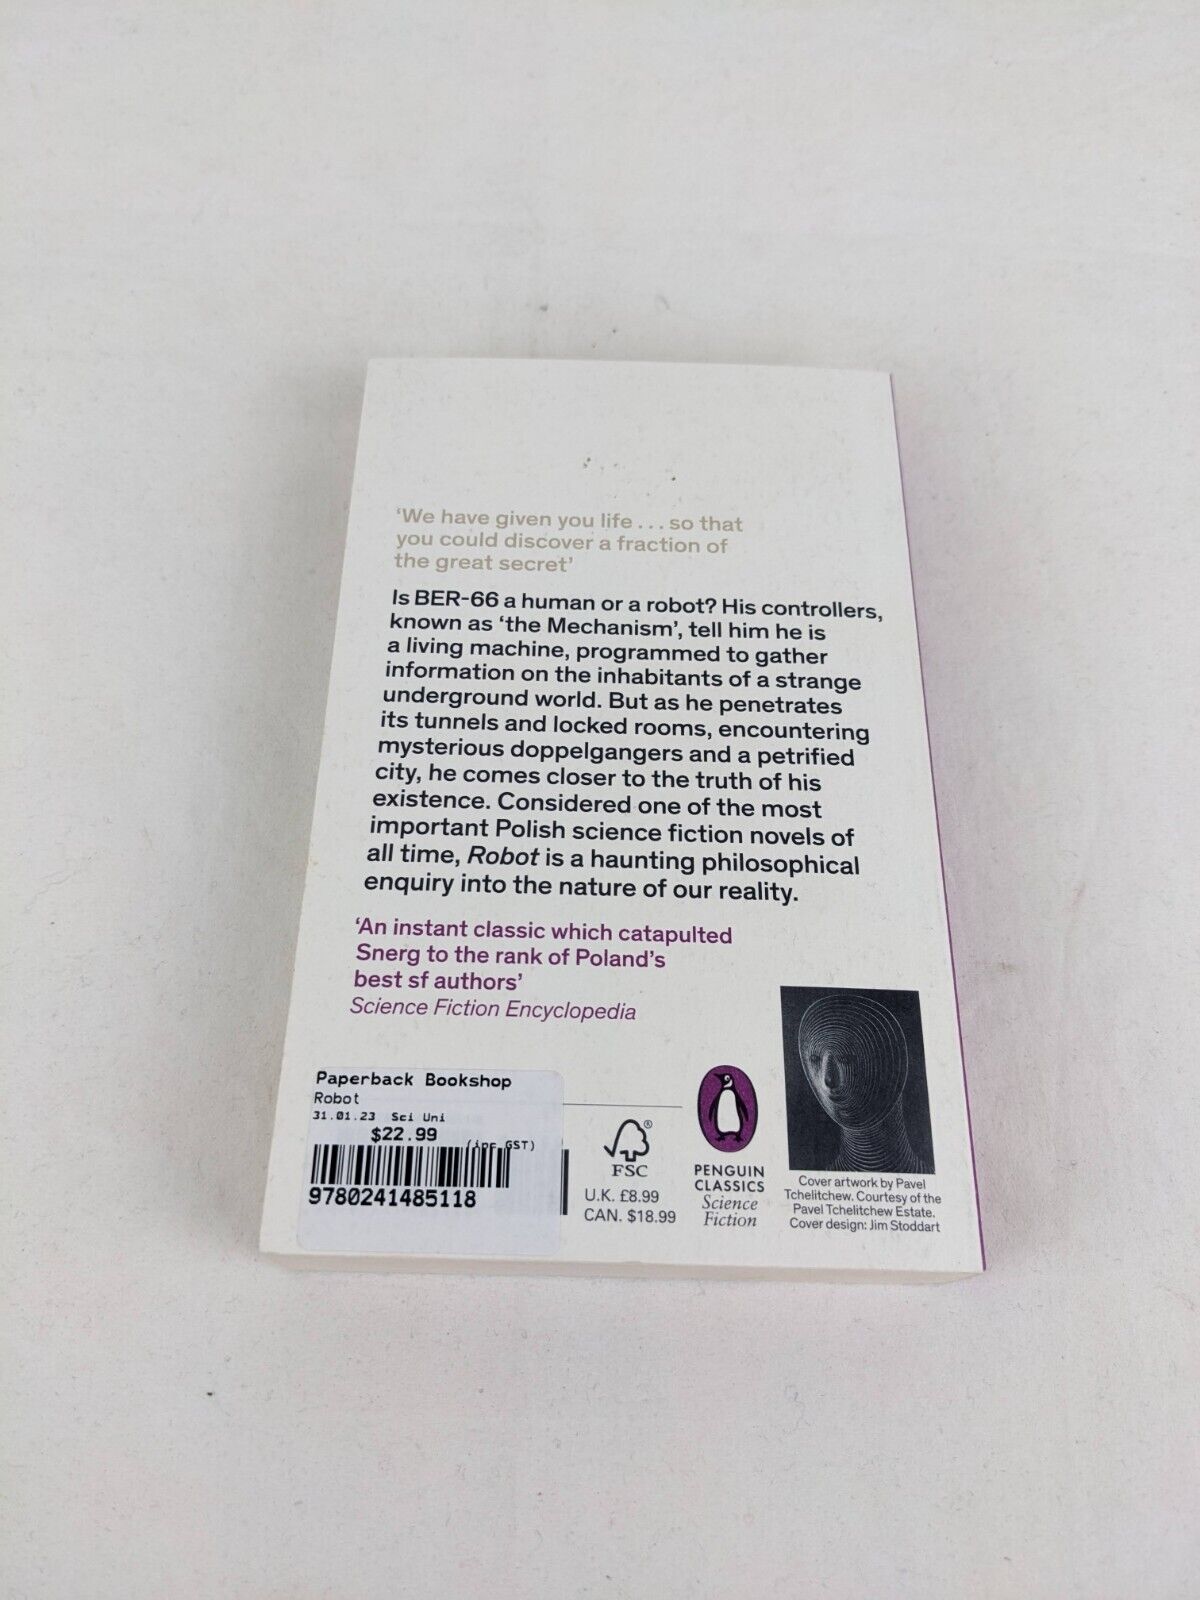 ‘We have given you life . . . so that
you could discover a fraction of
the great secret’
Is BER-66 a human or a robot? His controllers,
known as ‘the Mechanism’, tell him he is
a living machine, programmed to gather
information on the inhabitants of a strange
underground world. But as he penetrates
its tunnels and locked rooms, encountering
mysterious doppelgangers and a petrified
city, he comes closer to the truth of his
existence. Considered one of the most
important Polish science fiction novels of
all time, Robot is a haunting philosophical
enquiry into the nature of our reality.
‘An instant classic which catapulted
Snerg to the rank of Poland’s
best sf authors’
Science Fiction Encyclopedia
Paperback Bookshop
Robot
31.01.23 Sci Uni
$22.99
(inc GST)
9780241485118
®
FSC
U.K. £8.99
CAN. $18.99
PENGUIN
CLASSICS
Science
Fiction
Cover artwork by Pavel
Tchelitchew. Courtesy of the
Pavel Tchelitchew Estate.
Cover design: Jim Stoddart